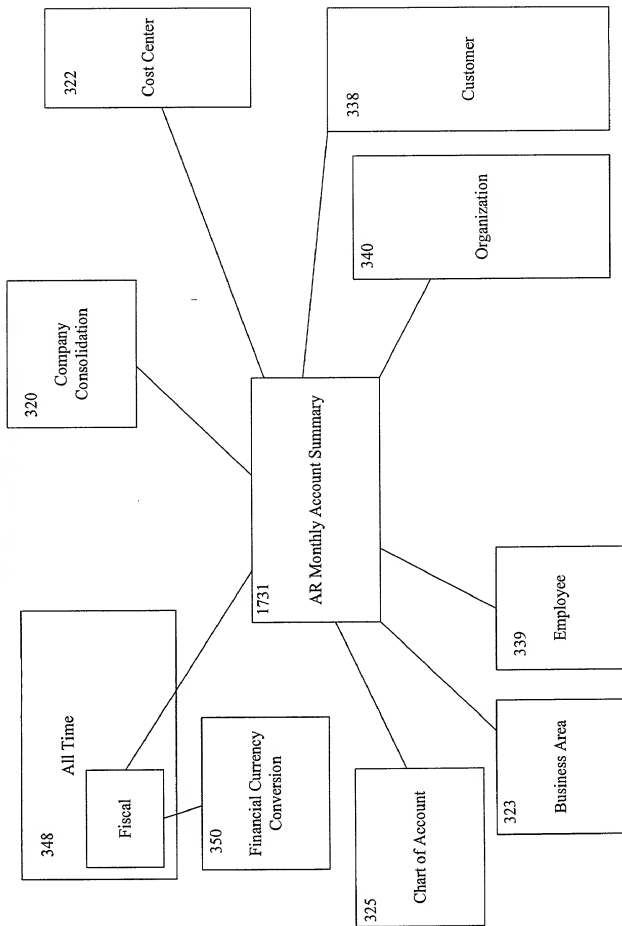 348
All Time
Fiscal
350
Financial Currency
Conversion
320
Company
Consolidation
322
Cost Center
1731
AR Monthly Account Summary
325
Chart of Account
323
Business Area
339
Employee
340
Organization
338
Customer